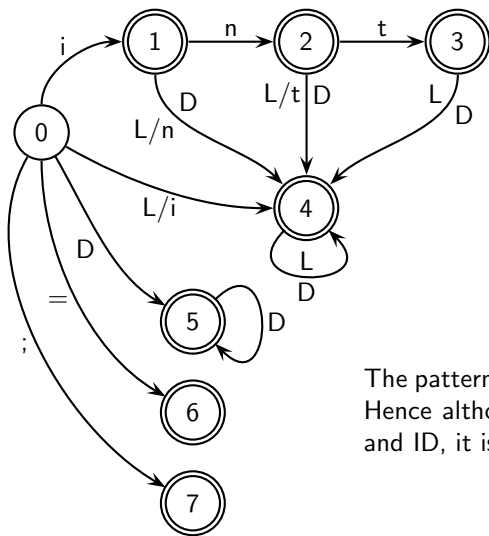 i
1
n
2
t
3
D
L/n
L/t
D
L
D
0
L/i
4
L
D
D
5
D
=
6
;
7
The pattern
Hence altho
and ID, it is